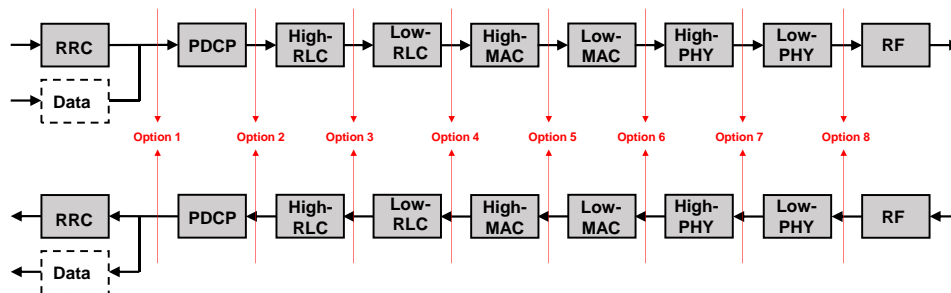 RRC
PDCP
High-
RLC
Low-
RLC
High-
MAC
Low-
MAC
High-
PHY
Low-
PHY
RF
Data
Option 1
Option 2
Option 3
Option 4
Option 5
Option 6
Option 7
Option 8
RRC
PDCP
High-
RLC
Low-
RLC
High-
MAC
Low-
MAC
High-
PHY
Low-
PHY
RF
Data